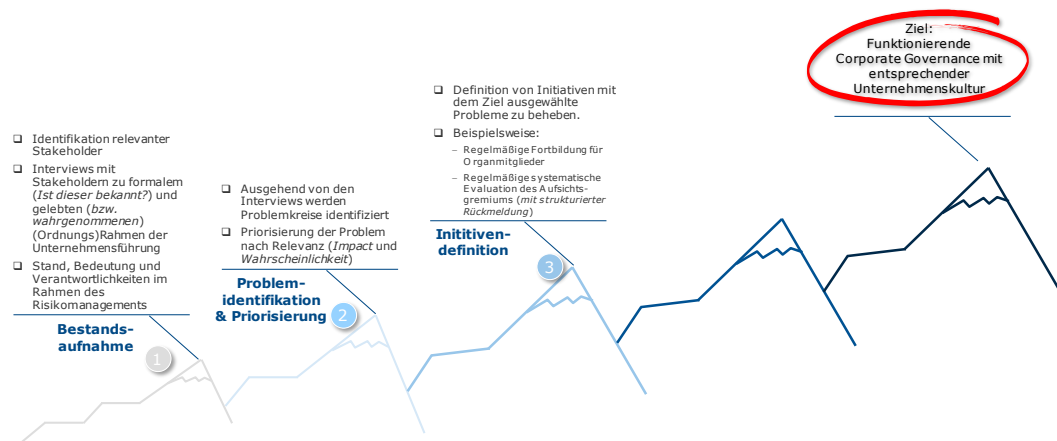 Ziel:
Funktionierende
Corporate Governance mit
entsprechender
Unternehmenskultur
❑ Definition von Initiativen mit
dem Ziel ausgewählte
Probleme zu beheben.
❑ Beispielsweise:
– Regelmäßige Fortbildung für
Organmitglieder
– Regelmäßige systematische
Evaluation des Aufsichts-
gremiums (mit strukturierter
Rückmeldung)
Inititiven-
definition
3
❑ Ausgehend von den
Interviews werden
Problemkreise identifiziert
❑ Priorisierung der Problem
nach Relevanz (Impact und
Wahrscheinlichkeit)
Problem-
identifikation
& Priorisierung
2
❑ Identifikation relevanter
Stakeholder
❑ Interviews mit
Stakeholdern zu formalem
(Ist dieser bekannt?) und
gelebten (bzw.
wahrgenommenen)
(Ordnungs)Rahmen der
Unternehmensführung
❑ Stand, Bedeutung und
Verantwortlichkeiten im
Rahmen des
Risikomanagements
Bestands-
aufnahme
1